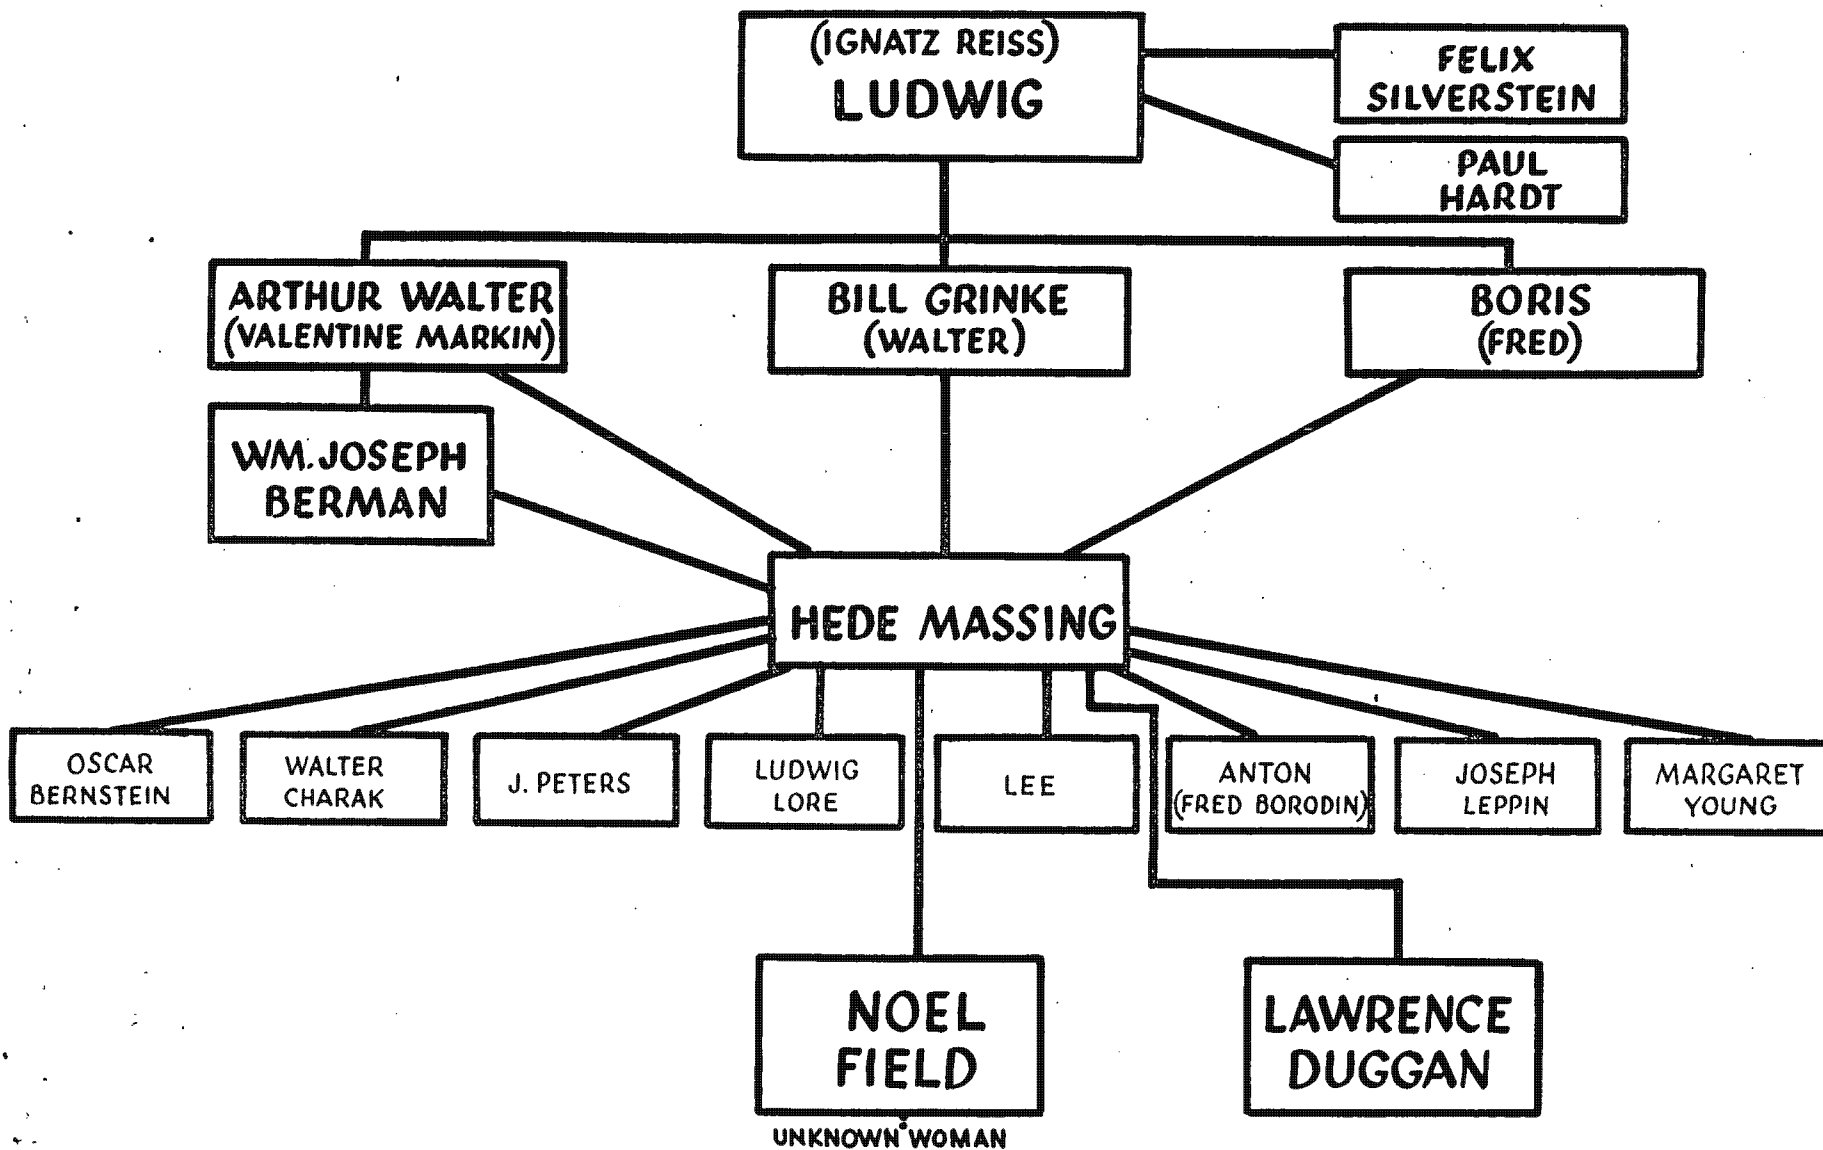 (IGNATZ REISS)
LUDWIG
FELIX
SILVERSTEIN
PAUL
HARDT
ARTHUR WALTER
(VALENTINE MARKIN)
BILL GRINKE
(WALTER)
BORIS
(FRED)
WM. JOSEPH
BERMAN
HEDE MASSING
OSCAR
BERNSTEIN
WALTER
CHARAK
J. PETERS
LUDWIG
LORE
LEE
ANTON
(FRED BORODIN)
JOSEPH
LEPPIN
MARGARET
YOUNG
NOEL
FIELD
LAWRENCE
DUGGAN
UNKNOWN WOMAN